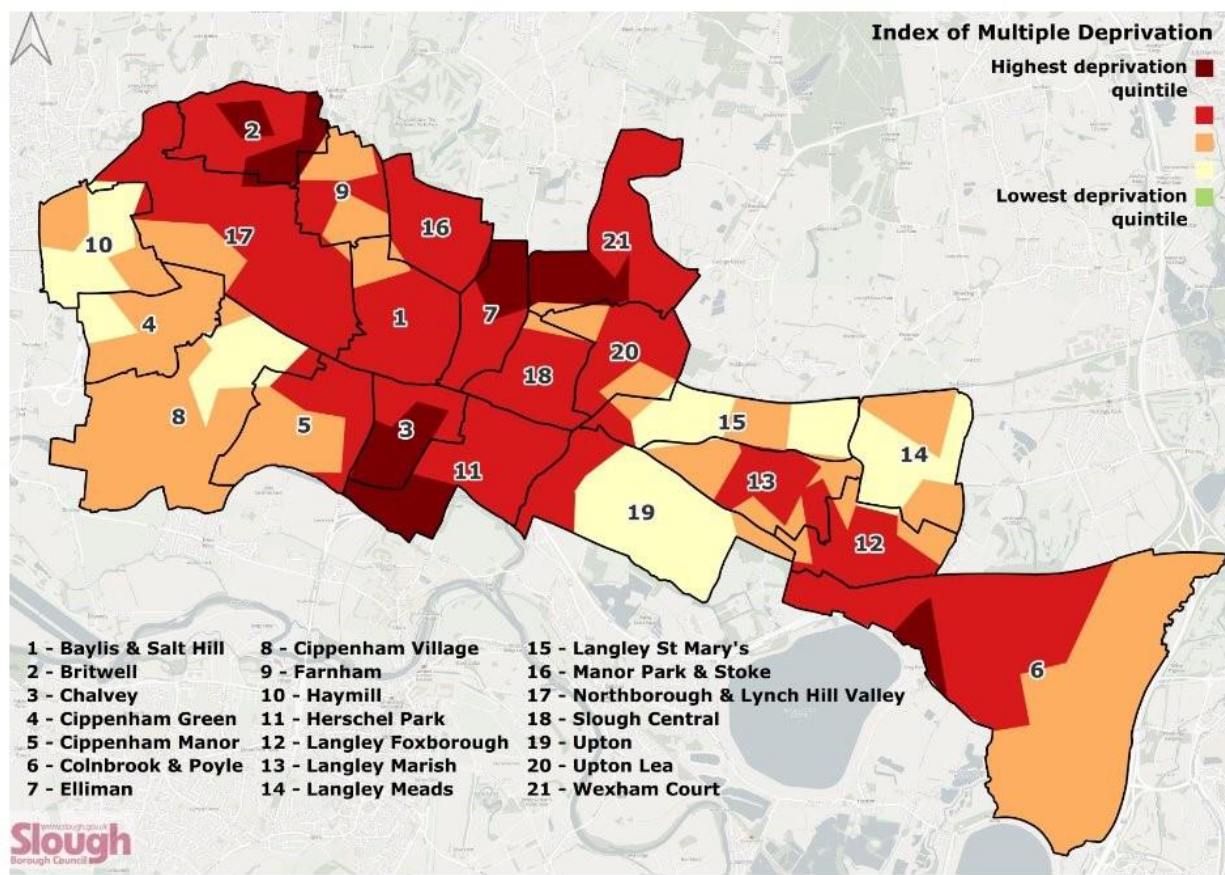 Index of Multiple Deprivation
Highest deprivation
quintile
Lowest deprivation
quintile
2
9
16
10
17
21
4
1
7
20
18
8
5
3
15
11
14
13
19
12
6
1 - Baylis & Salt Hill
2 - Britwell
3 - Chalvey
4 - Cippenham Green
5 - Cippenham Manor
6 - Colnbrook & Poyle
7 - Elliman
8 - Cippenham Village
9 - Farnham
10 - Haymill
11 - Herschel Park
12 - Langley Foxborough
13 - Langley Marish
14 - Langley Meads
15 - Langley St Mary's
16 - Manor Park & Stoke
17 - Northborough & Lynch Hill Valley
18 - Slough Central
19 - Upton
20 - Upton Lea
21 - Wexham Court
www.slough.gov.uk
Slough
Borough Council